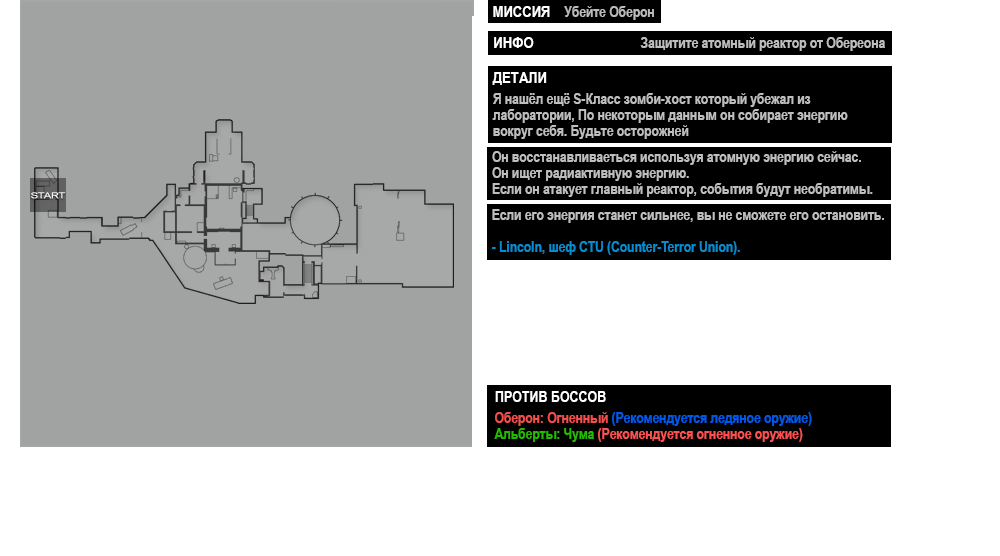 START
МИССИЯ Убейте Оберон
ИНФО Защитите атомный реактор от Обереона
ДЕТАЛИ
Я нашёл ещё S-Класс зомби-хост который убежал из
лаборатории, По некоторым данным он собирает энергию
вокруг себя. Будьте осторожней
Он восстанавливаеться используя атомную энергию сейчас.
Он ищет радиактивную энергию.
Если он атакует главный реактор, события будут необратимы.
Если его энергия станет сильнее, вы не сможете его остановить.
- Lincoln, шеф CTU (Counter-Terror Union).
ПРОТИВ БОССОВ
Оберон: Огненный (Рекомендуется ледяное оружие)
Альберты: Чума (Рекомендуется огненное оружие)